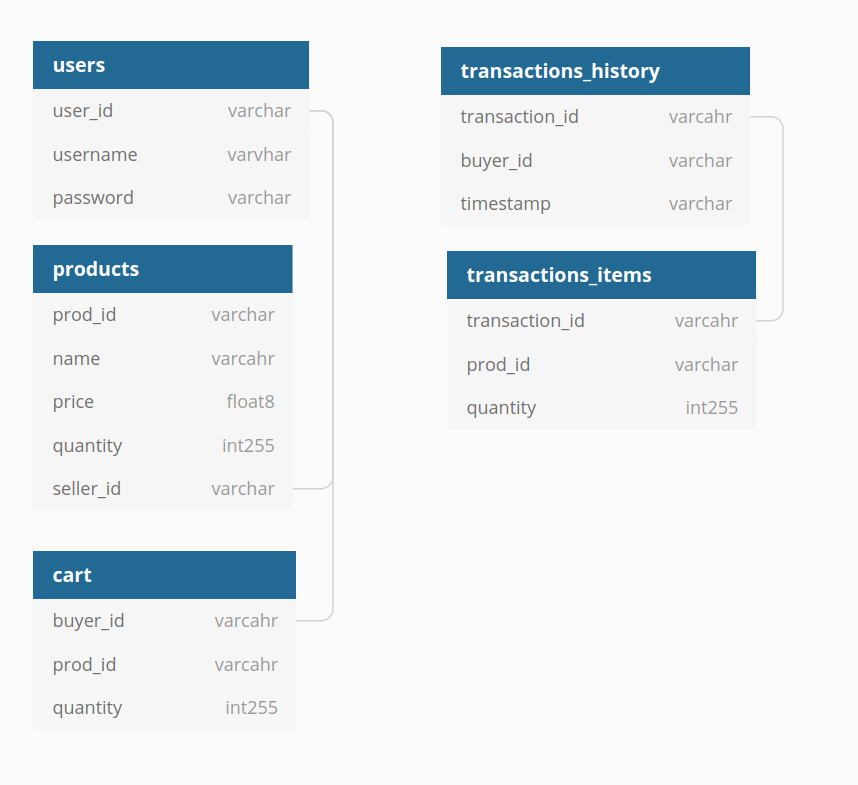 users
user_id varchar
username varvhar
password varchar
products
prod_id varchar
name varcahr
price float8
quantity int255
seller_id varchar
cart
buyer_id varcahr
prod_id varcahr
quantity int255
transactions_history
transaction_id varcahr
buyer_id varchar
timestamp varchar
transactions_items
transaction_id varcahr
prod_id varchar
quantity int255